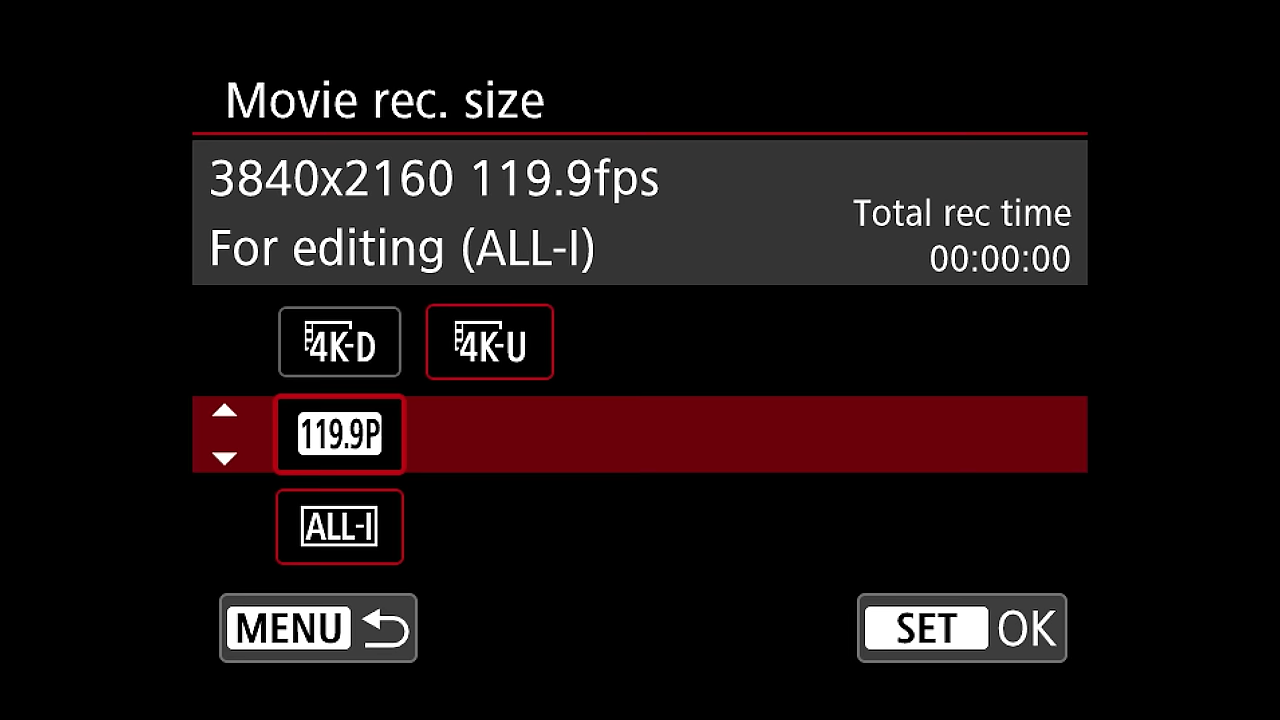 Movie rec. size
3840x2160 119.9fps
For editing (ALL-I)
Total rec time
00:00:00
4K-D 4K-U
119.9P
ALL-I
MENU SET OK